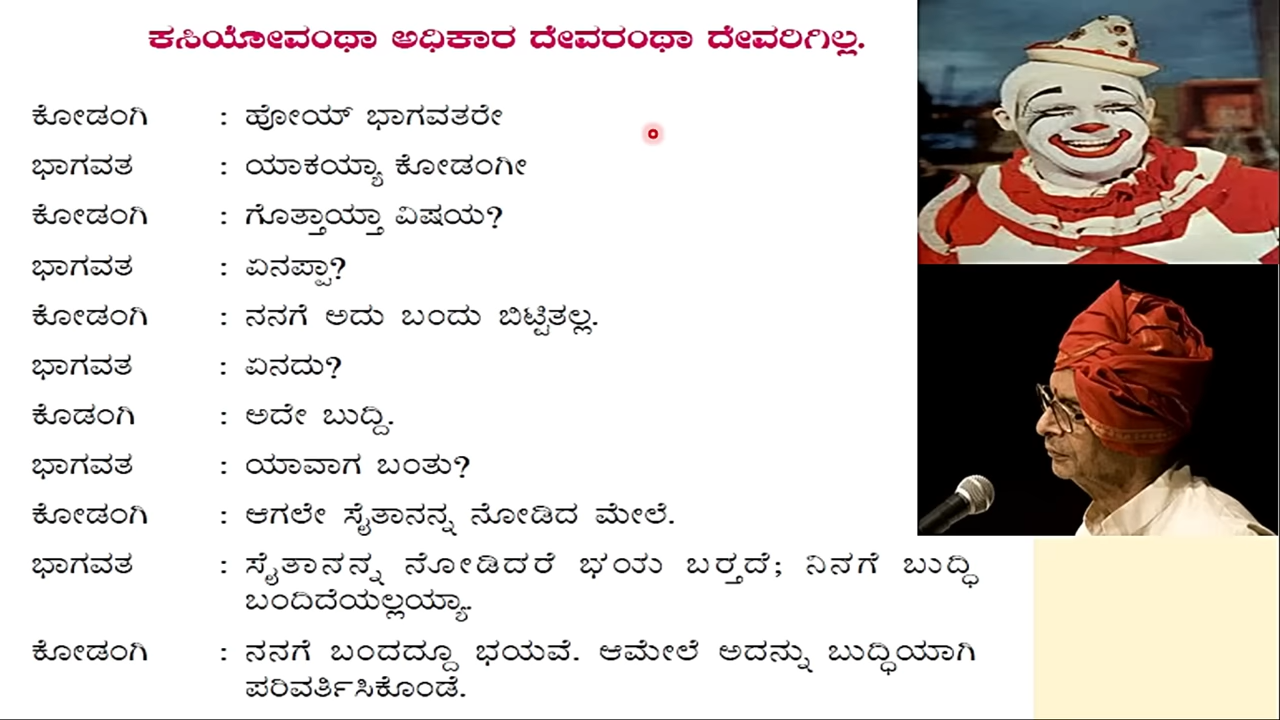 ಕಸಿಯೋವಂಥಾ ಅಧಿಕಾರ ದೇವರಂಥಾ ದೇವರಿಗಿಲ್ಲ.
ಕೋಡಂಗಿ : ಹೋಯ್ ಭಾಗವತರೇ
ಭಾಗವತ : ಯಾಕಯ್ಯಾ ಕೋಡಂಗೀ
ಕೋಡಂಗಿ : ಗೊತ್ತಾಯ್ತಾ ವಿಷಯ?
ಭಾಗವತ : ಏನಪ್ಪಾ?
ಕೋಡಂಗಿ : ನನಗೆ ಅದು ಬಂದು ಬಿಟ್ಟಿತಲ್ಲ.
ಭಾಗವತ : ಏನದು?
ಕೊಡಂಗಿ : ಅದೇ ಬುದ್ದಿ.
ಭಾಗವತ : ಯಾವಾಗ ಬಂತು?
ಕೋಡಂಗಿ : ಆಗಲೇ ಸೈತಾನನ್ನ ನೋಡಿದ ಮೇಲೆ.
ಭಾಗವತ : ಸೈತಾನನ್ನ ನೋಡಿದರೆ ಭಯ ಬರ‍್ತದೆ; ನಿನಗೆ ಬುದ್ಧಿ
ಬಂದಿದೆಯಲ್ಲಯ್ಯಾ.
ಕೋಡಂಗಿ : ನನಗೆ ಬಂದದ್ದೂ ಭಯವೆ. ಆಮೇಲೆ ಅದನ್ನು ಬುದ್ಧಿಯಾಗಿ
ಪರಿವರ್ತಿಸಿಕೊಂಡೆ.